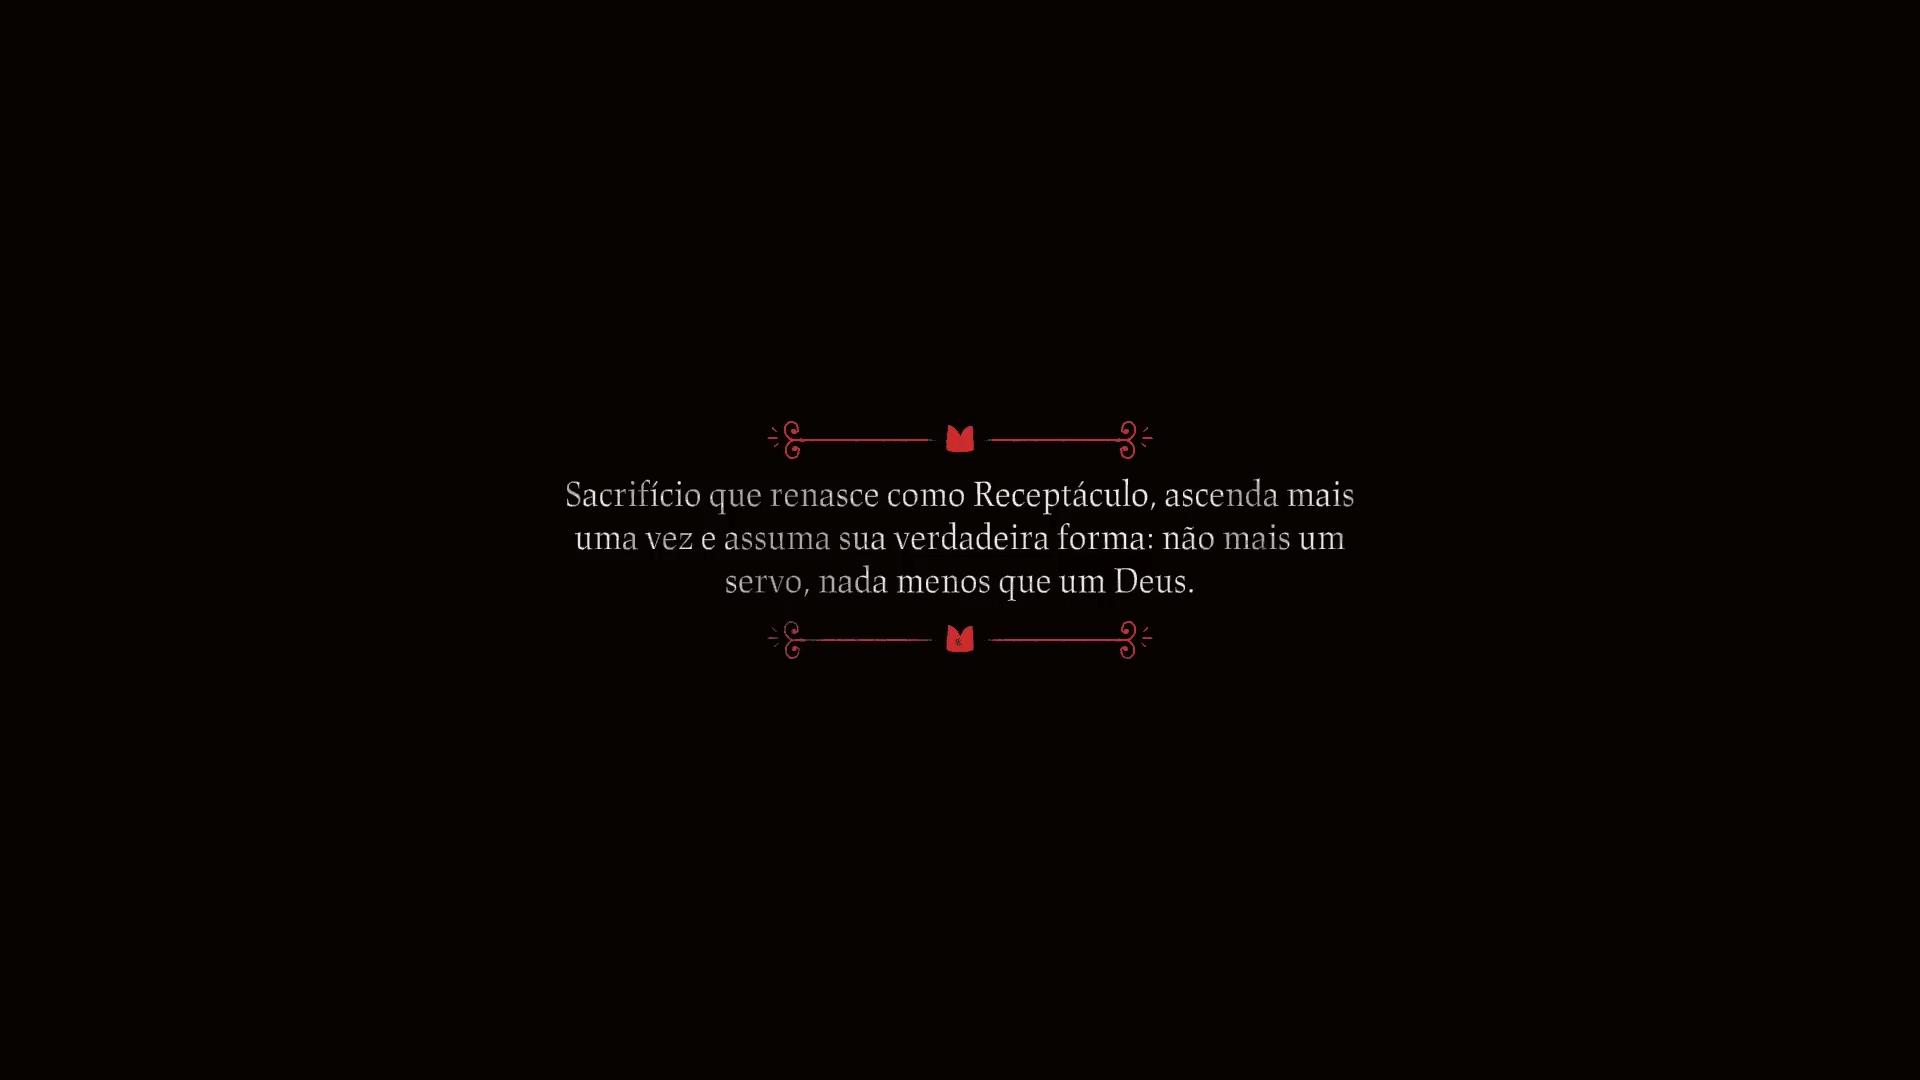 Sacrifício que renasce como Receptáculo, ascenda mais
uma vez e assuma sua verdadeira forma: não mais um
servo, nada menos que um Deus.